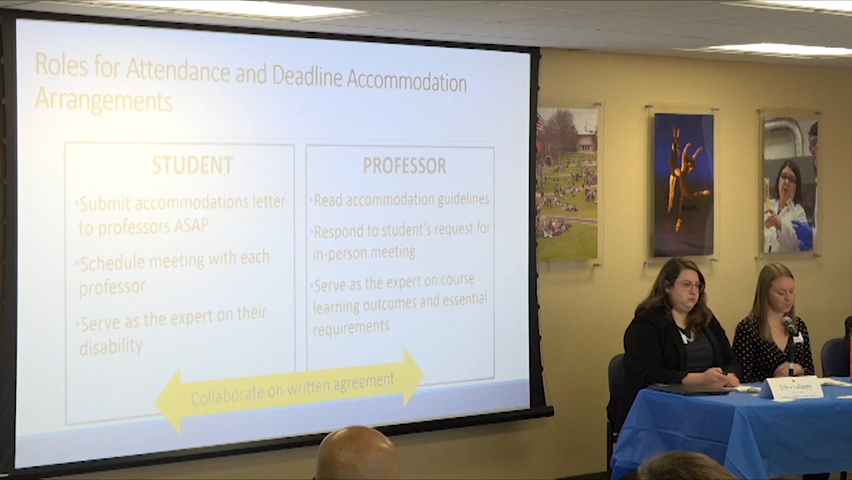 Roles for Attendance and Deadline Accommodation
Arrangements
STUDENT
•Submit accommodations letter
to professors ASAP
•Schedule meeting with each
professor
•Serve as the expert on their
disability
PROFESSOR
•Read accommodation guidelines
•Respond to student's request for
in-person meeting
•Serve as the expert on course
learning outcomes and essential
requirements
Collaborate on written agreement